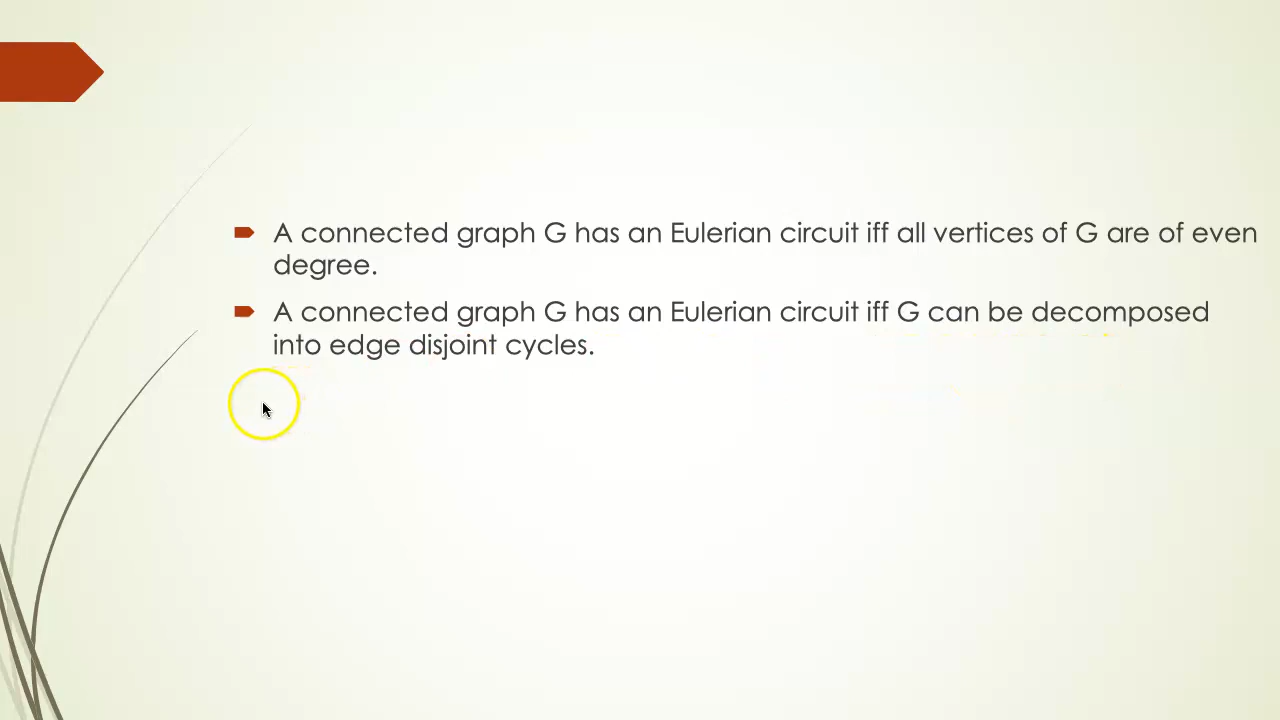 A connected graph G has an Eulerian circuit iff all vertices of G are of even
degree.
A connected graph G has an Eulerian circuit iff G can be decomposed
into edge disjoint cycles.